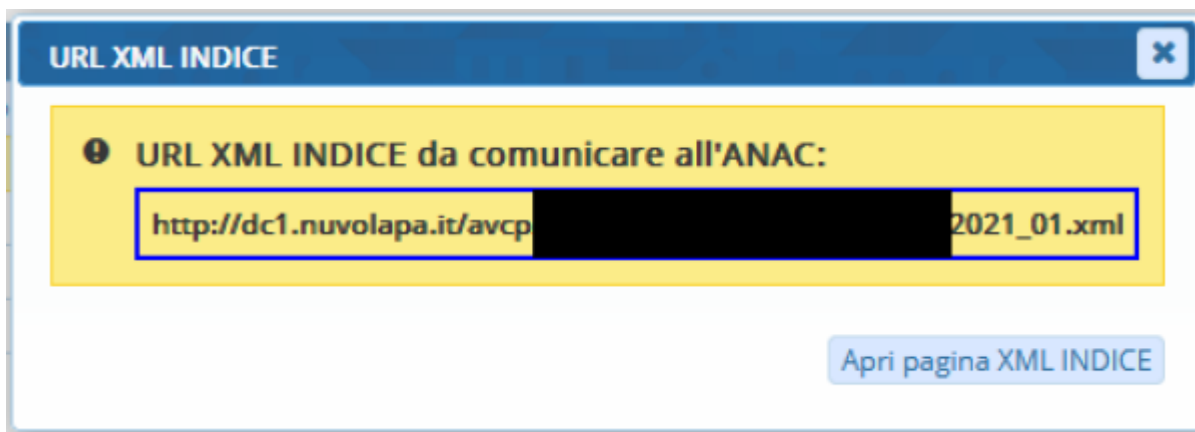 URL XML INDICE
URL XML INDICE da comunicare all'ANAC:
http://dc1.nuvolapa.it/avcp 2021_01.xml
Apri pagina XML INDICE